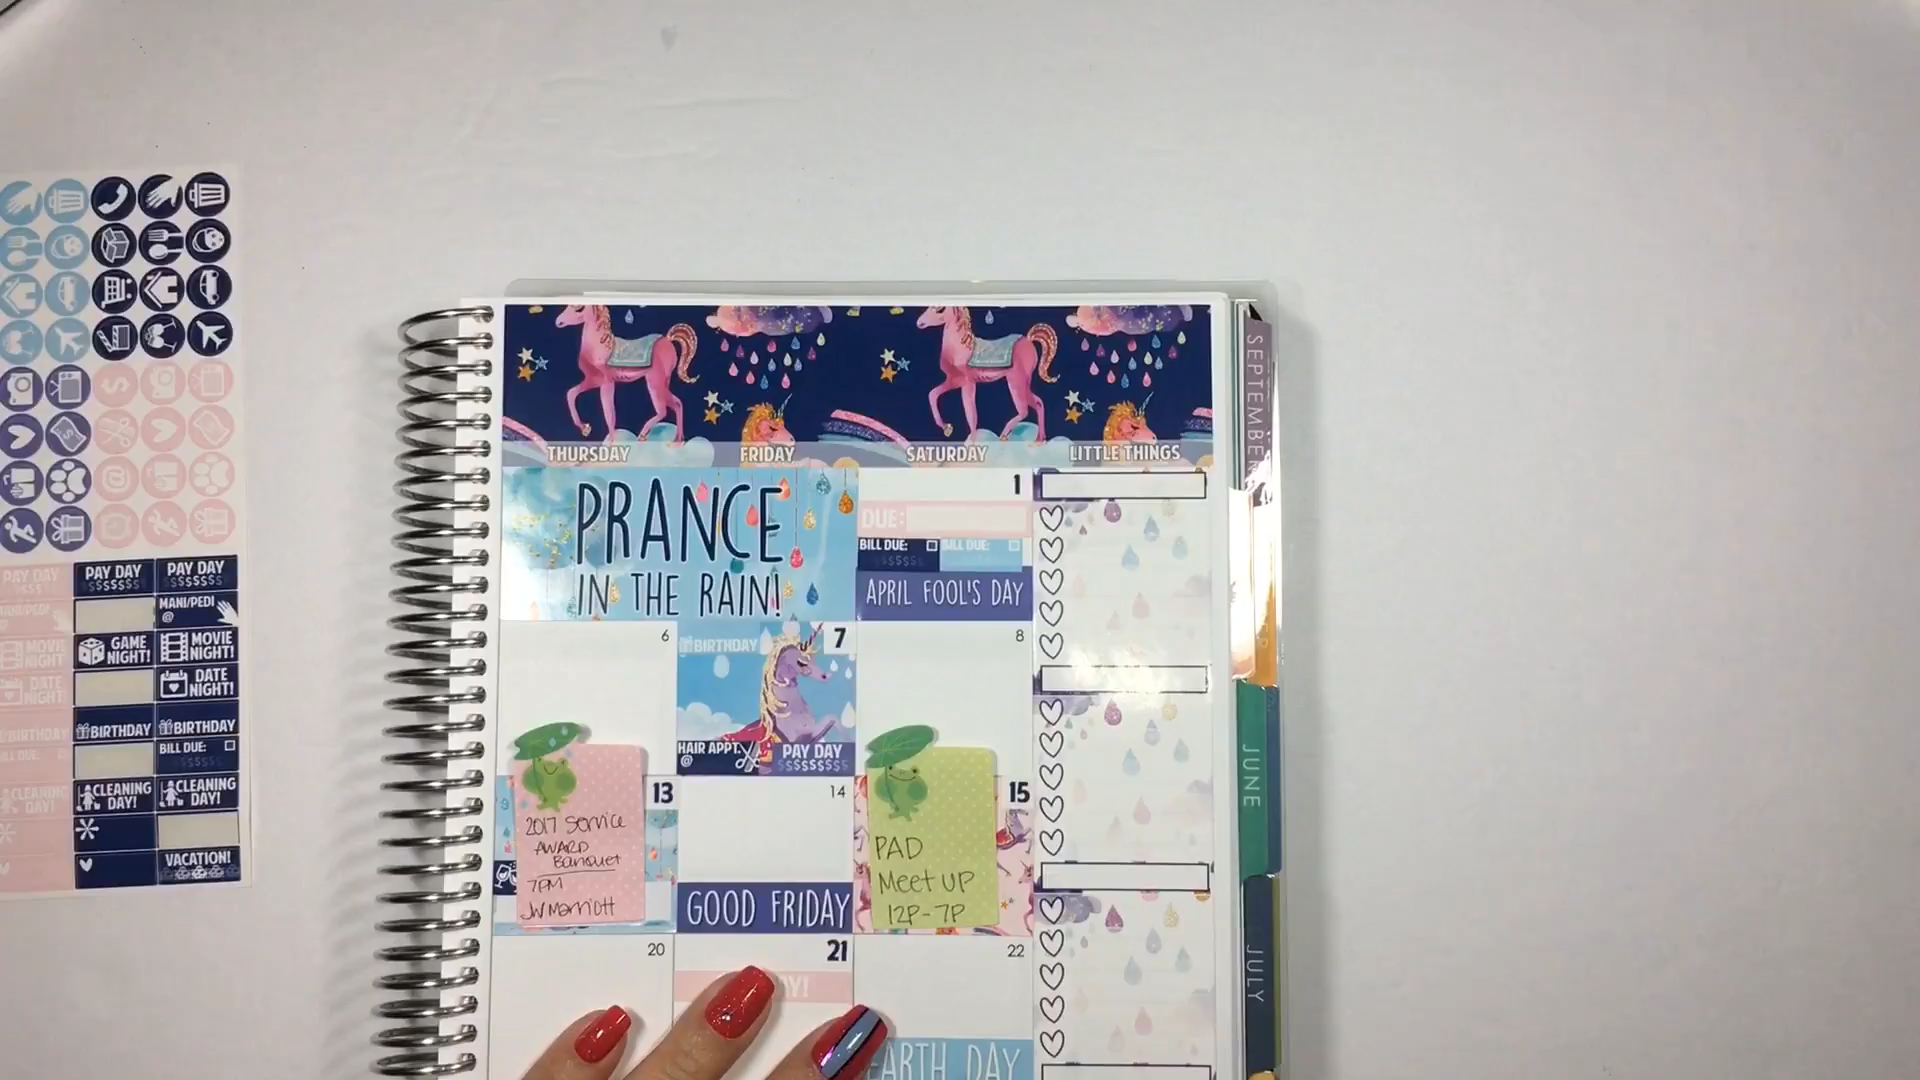 THURSDAY FRIDAY SATURDAY LITTLE THINGS
PRANCE
IN THE RAIN!
1
DUE:
BILL DUE: BILL DUE:
$$$$$
APRIL FOOL'S DAY
6
BIRTHDAY
7
8
HAIR APPT.
@
PAY DAY
$$$$$$$$
13
2017 Service
AWARD
Banquet
7PM
JW Marriott
14
GOOD FRIDAY
15
PAD
Meet UP
12P-7P
20
21
22
EARTH DAY
SEPTEMBER
JUNE
JULY
PAY DAY PAY DAY PAY DAY
$$$$$$ $$$$$$
MANI/PEDI
@
MANI/PEDI
@
MOVIE
NIGHT!
GAME
NIGHT!
MOVIE
NIGHT!
DATE
NIGHT!
DATE
NIGHT!
BIRTHDAY BIRTHDAY BIRTHDAY
BILL DUE: BILL DUE:
$$$$$
CLEANING
DAY!
CLEANING
DAY!
CLEANING
DAY!
VACATION!